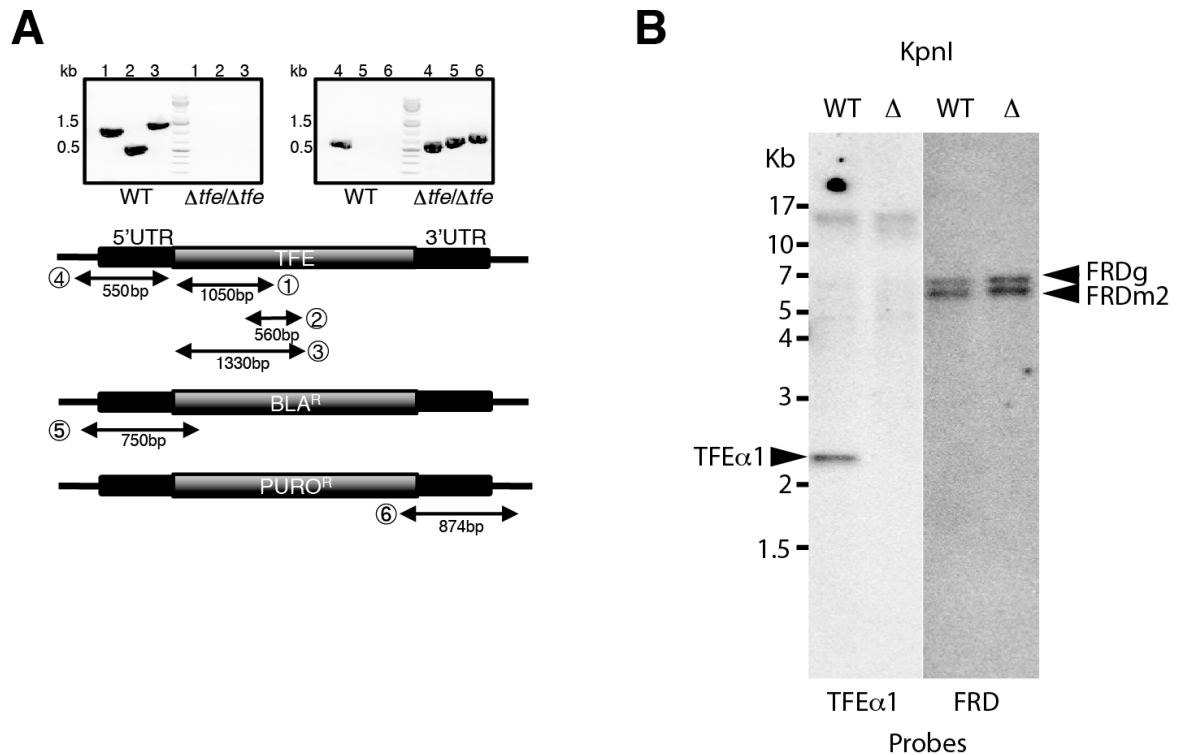 A
kb 1 2 3 1 2 3
1.5
0.5
WT Δtfe/Δtfe
kb 4 5 6 4 5 6
1.5
0.5
WT Δtfe/Δtfe
5'UTR 3'UTR
TFE
④ 550bp 1050bp ①
560bp ②
1330bp ③
BLAᴿ
⑤ 750bp
PUROᴿ
⑥ 874bp
B
KpnI
WT Δ WT Δ
Kb
17
10
7
5
4
3
2
1.5
FRDg
FRDm2
TFEα1
TFEα1 FRD
Probes